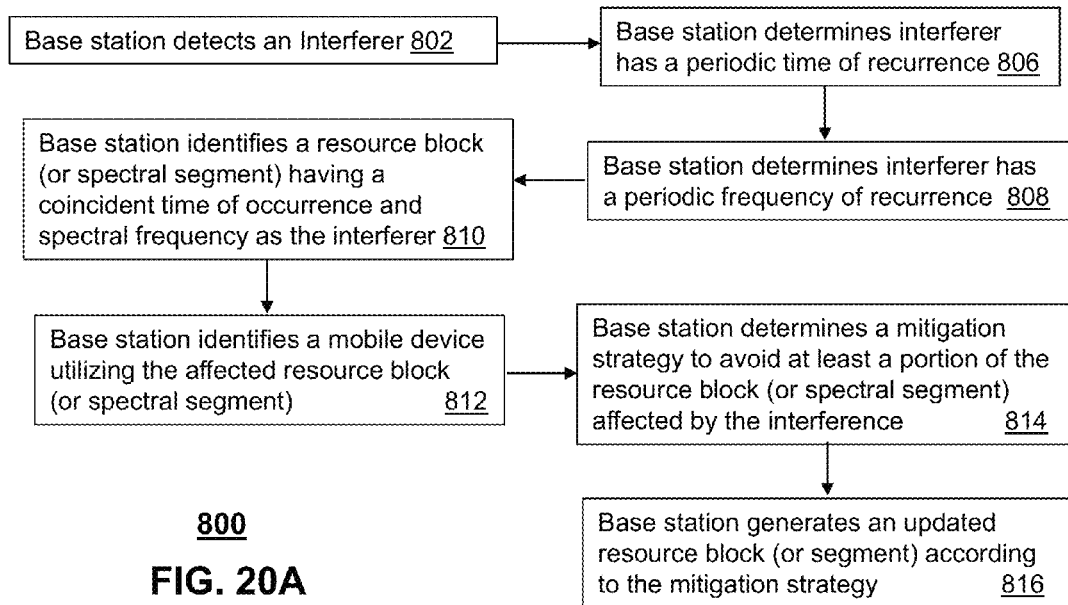 Base station detects an Interferer 802
Base station determines interferer
has a periodic time of recurrence 806
Base station determines interferer has
a periodic frequency of recurrence 808
Base station identifies a resource block
(or spectral segment) having a
coincident time of occurrence and
spectral frequency as the interferer 810
Base station identifies a mobile device
utilizing the affected resource block
(or spectral segment) 812
Base station determines a mitigation
strategy to avoid at least a portion of the
resource block (or spectral segment)
affected by the interference 814
Base station generates an updated
resource block (or segment) according
to the mitigation strategy 816
800
FIG. 20A